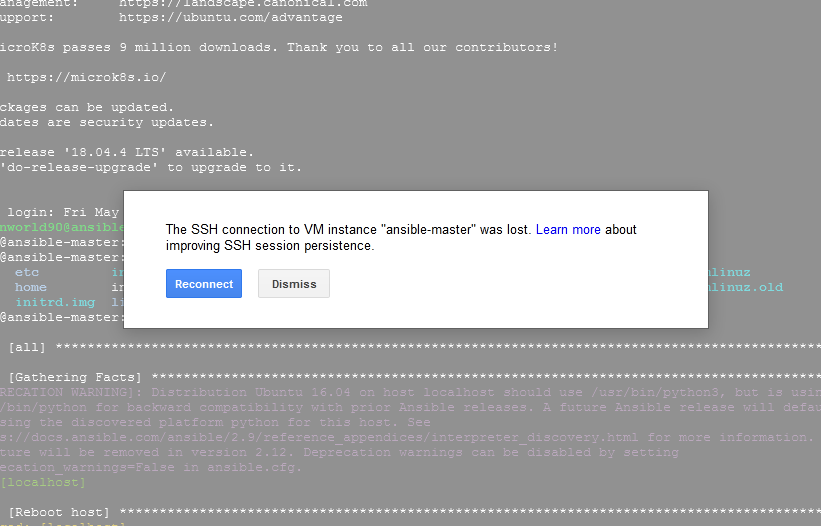 anagement: https://landscape.canonical.com
upport: https://ubuntu.com/advantage
icroK8s passes 9 million downloads. Thank you to all our contributors!
https://microk8s.io/
ckages can be updated.
dates are security updates.
release '18.04.4 LTS' available.
'do-release-upgrade' to upgrade to it.
login: Fri May
nworld90@ansible
@ansible-master:
@ansible-master:
etc in linuz
home in linuz.old
initrd.img li
@ansible-master:
The SSH connection to VM instance "ansible-master" was lost. Learn more about
improving SSH session persistence.
Reconnect Dismiss
[all] ************************************************************************************************
[Gathering Facts] ************************************************************************************
RECATION WARNING]: Distribution Ubuntu 16.04 on host localhost should use /usr/bin/python3, but is usin
/bin/python for backward compatibility with prior Ansible releases. A future Ansible release will defau
sing the discovered platform python for this host. See
s://docs.ansible.com/ansible/2.9/reference_appendices/interpreter_discovery.html for more information.
ture will be removed in version 2.12. Deprecation warnings can be disabled by setting
ecation_warnings=False in ansible.cfg.
[localhost]
[Reboot host] ****************************************************************************************